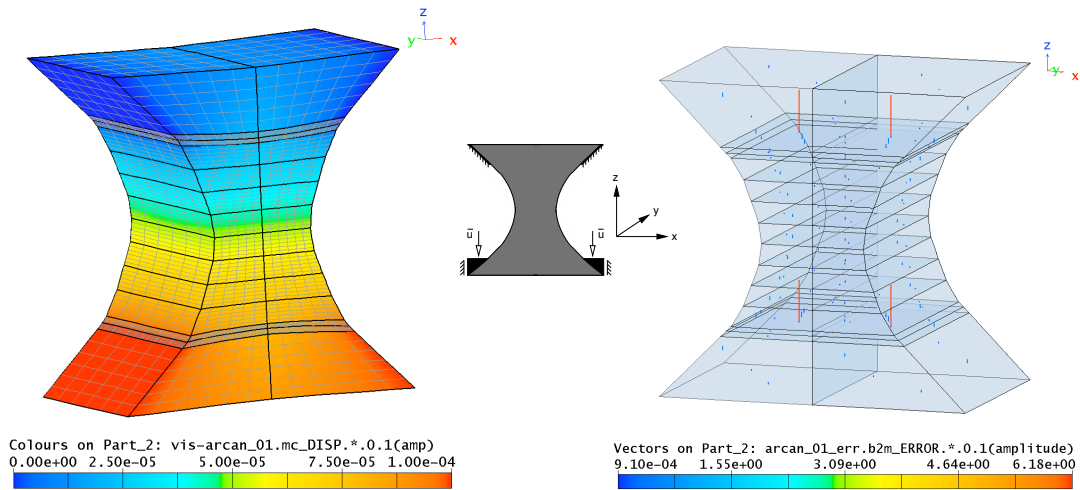 z
y x
z
y
x
z
y
x
ū ū
Colours on Part_2: vis-arcan_01.mc_DISP.*.0.1(amp)
0.00e+00 2.50e-05 5.00e-05 7.50e-05 1.00e-04
Vectors on Part_2: arcan_01_err.b2m_ERROR.*.0.1(amplitude)
9.10e-04 1.55e+00 3.09e+00 4.64e+00 6.18e+00